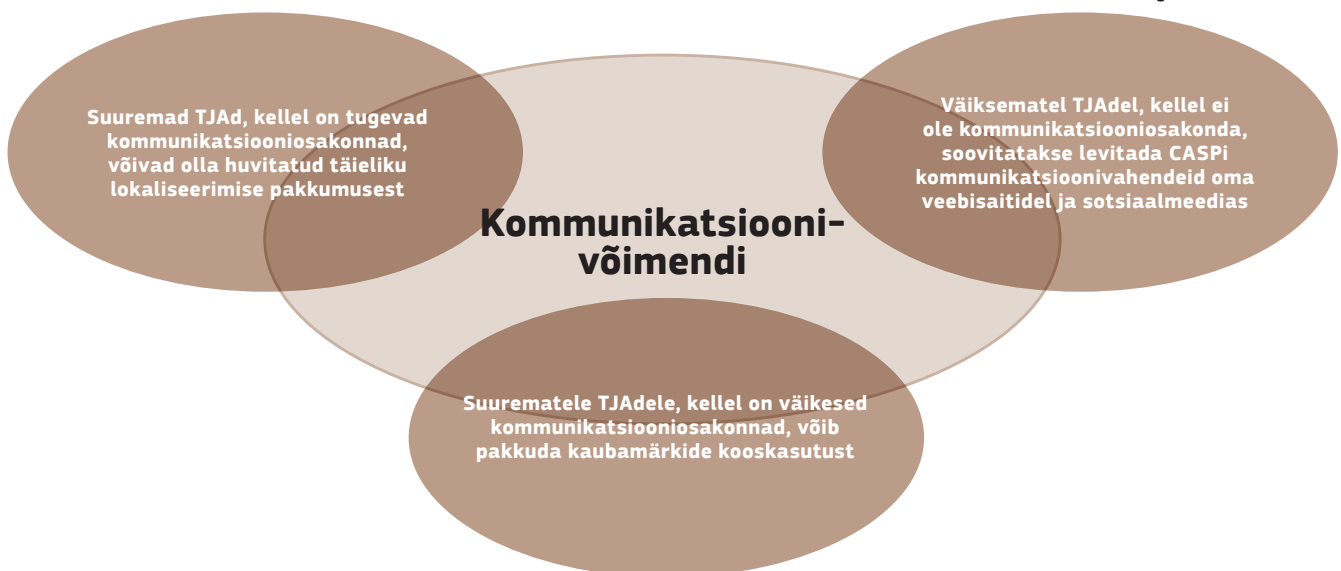 Suuremad TJAd, kellel on tugevad
kommunikatsiooniosakonnad,
võivad olla huvitatud täieliku
lokaliseerimise pakkumusest
Väiksematel TJAdel, kellel ei
ole kommunikatsiooniosakonda,
soovitatakse levitada CASPi
kommunikatsioonivahendeid oma
veebisaitidel ja sotsiaalmeedias
Kommunikatsiooni-
võimendi
Suurematele TJAdele, kellel on väikesed
kommunikatsiooniosakonnad, võib
pakkuda kaubamärkide kooskasutust